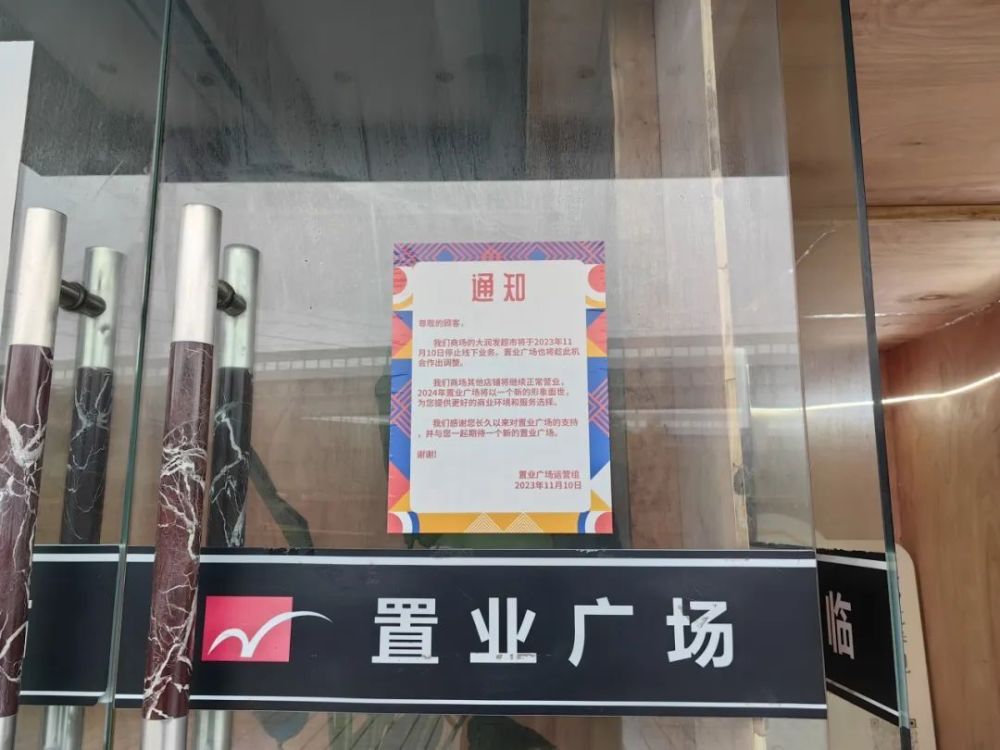 通知
尊敬的顾客，
我们商场的大润发超市将于2023年11
月10日停止线下业务。置业广场也将趁此机
会作出调整。
我们商场其他店铺将继续正常营业，
2024年置业广场将以一个新的形象面世，
为您提供更好的商业环境和服务选择。
我们感谢您长久以来对置业广场的支持
，并与您一起期待一个新的置业广场。
谢谢!
置业广场运营组
2023年11月10日
置业广场
临